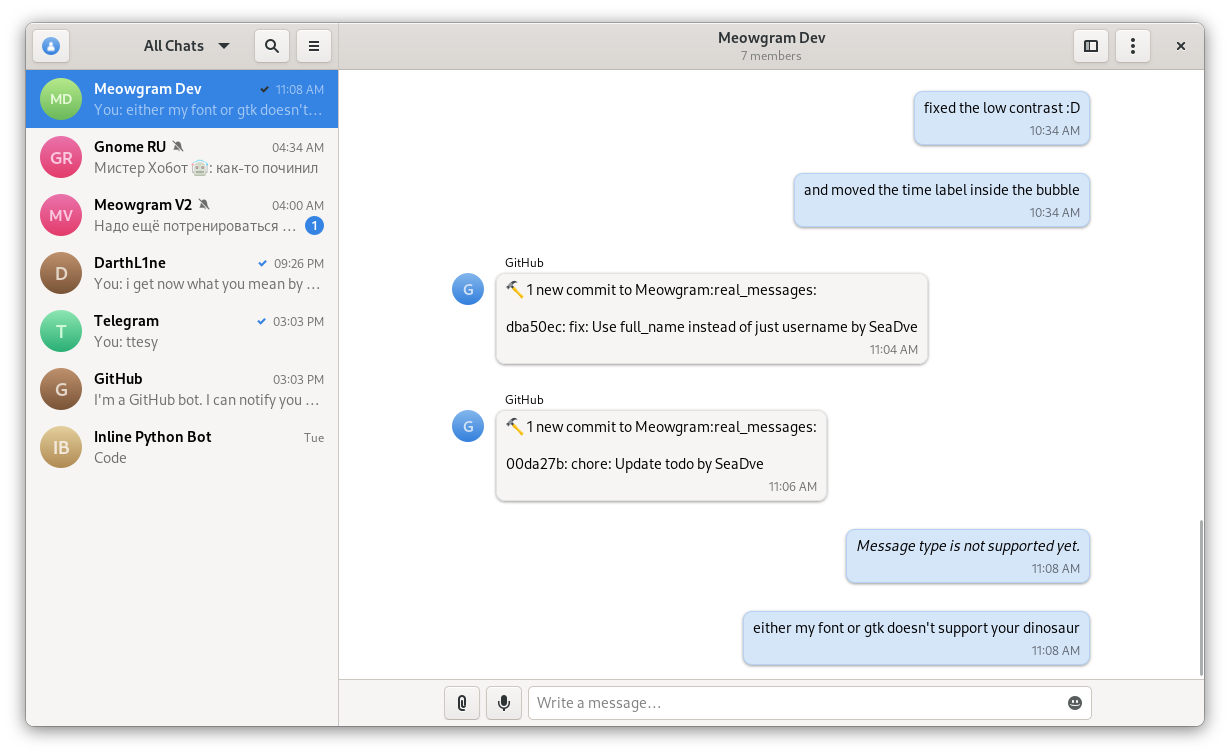 All Chats
MD
Meowgram Dev 11:08 AM
You: either my font or gtk doesn't…
GR
Gnome RU 04:34 AM
Мистер Хобот 👼: как-то починил
MV
Meowgram V2 04:00 AM
Надо ещё потренироваться … 1
D
DarthL1ne 09:26 PM
You: i get now what you mean by …
T
Telegram 03:03 PM
You: ttesy
G
GitHub 03:03 PM
I'm a GitHub bot. I can notify you …
IB
Inline Python Bot Tue
Code
Meowgram Dev
7 members
fixed the low contrast :D
10:34 AM
and moved the time label inside the bubble
10:34 AM
GitHub
G
🔨 1 new commit to Meowgram:real_messages:
dba50ec: fix: Use full_name instead of just username by SeaDve
11:04 AM
GitHub
G
🔨 1 new commit to Meowgram:real_messages:
00da27b: chore: Update todo by SeaDve
11:06 AM
Message type is not supported yet.
11:08 AM
either my font or gtk doesn't support your dinosaur
11:08 AM
Write a message…